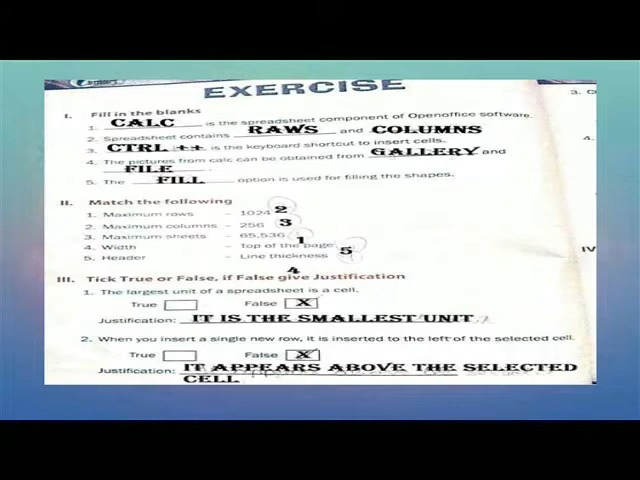 EXERCISE
3. C
I. Fill in the blanks
1. CALC is the spreadsheet component of Openoffice software.
2. Spreadsheet contains RAWS and COLUMNS
3. CTRL ++ is the keyboard shortcut to insert cells.
4. The pictures from calc can be obtained from GALLERY and
FILE
5. The FILL option is used for filling the shapes.
4.
II. Match the following
1. Maximum rows - 1024 2
2. Maximum columns - 256 3
3. Maximum sheets - 65,536 1
4. Width - Top of the page 5
5. Header - Line thickness
4
IV
III. Tick True or False, if False give Justification
1. The largest unit of a spreadsheet is a cell.
True False X
Justification: IT IS THE SMALLEST UNIT
2. When you insert a single new row, it is inserted to the left of the selected cell.
True False X
Justification: IT APPEARS ABOVE THE SELECTED
CELL